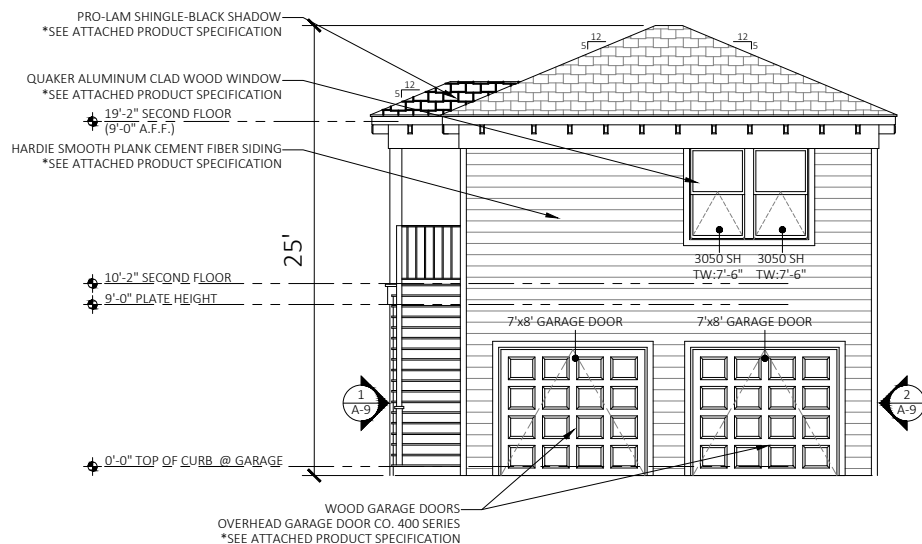 PRO-LAM SHINGLE-BLACK SHADOW
*SEE ATTACHED PRODUCT SPECIFICATION
12
5
12
5
QUAKER ALUMINUM CLAD WOOD WINDOW
*SEE ATTACHED PRODUCT SPECIFICATION
12
5
19'-2" SECOND FLOOR
(9'-0" A.F.F.)
HARDIE SMOOTH PLANK CEMENT FIBER SIDING
*SEE ATTACHED PRODUCT SPECIFICATION
25'
3050 SH
TW:7'-6"
3050 SH
TW:7'-6"
10'-2" SECOND FLOOR
9'-0" PLATE HEIGHT
7'x8' GARAGE DOOR
7'x8' GARAGE DOOR
1
A-9
2
A-9
0'-0" TOP OF CURB @ GARAGE
WOOD GARAGE DOORS
OVERHEAD GARAGE DOOR CO. 400 SERIES
*SEE ATTACHED PRODUCT SPECIFICATION